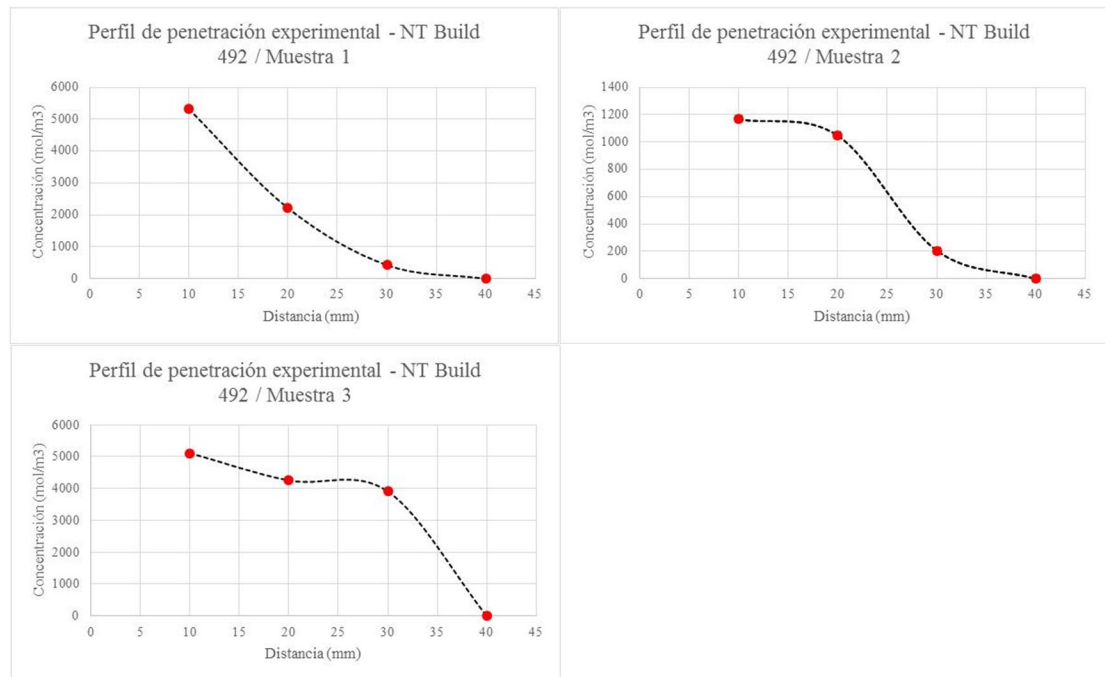 Perfil de penetración experimental - NT Build
492 / Muestra 1
6000
5000
4000
3000
2000
1000
0
Concentración (mol/m3)
0 5 10 15 20 25 30 35 40 45
Distancia (mm)
Perfil de penetración experimental - NT Build
492 / Muestra 2
1400
1200
1000
800
600
400
200
0
Concentración (mol/m3)
0 5 10 15 20 25 30 35 40 45
Distancia (mm)
Perfil de penetración experimental - NT Build
492 / Muestra 3
6000
5000
4000
3000
2000
1000
0
Concentración (mol/m3)
0 5 10 15 20 25 30 35 40 45
Distancia (mm)